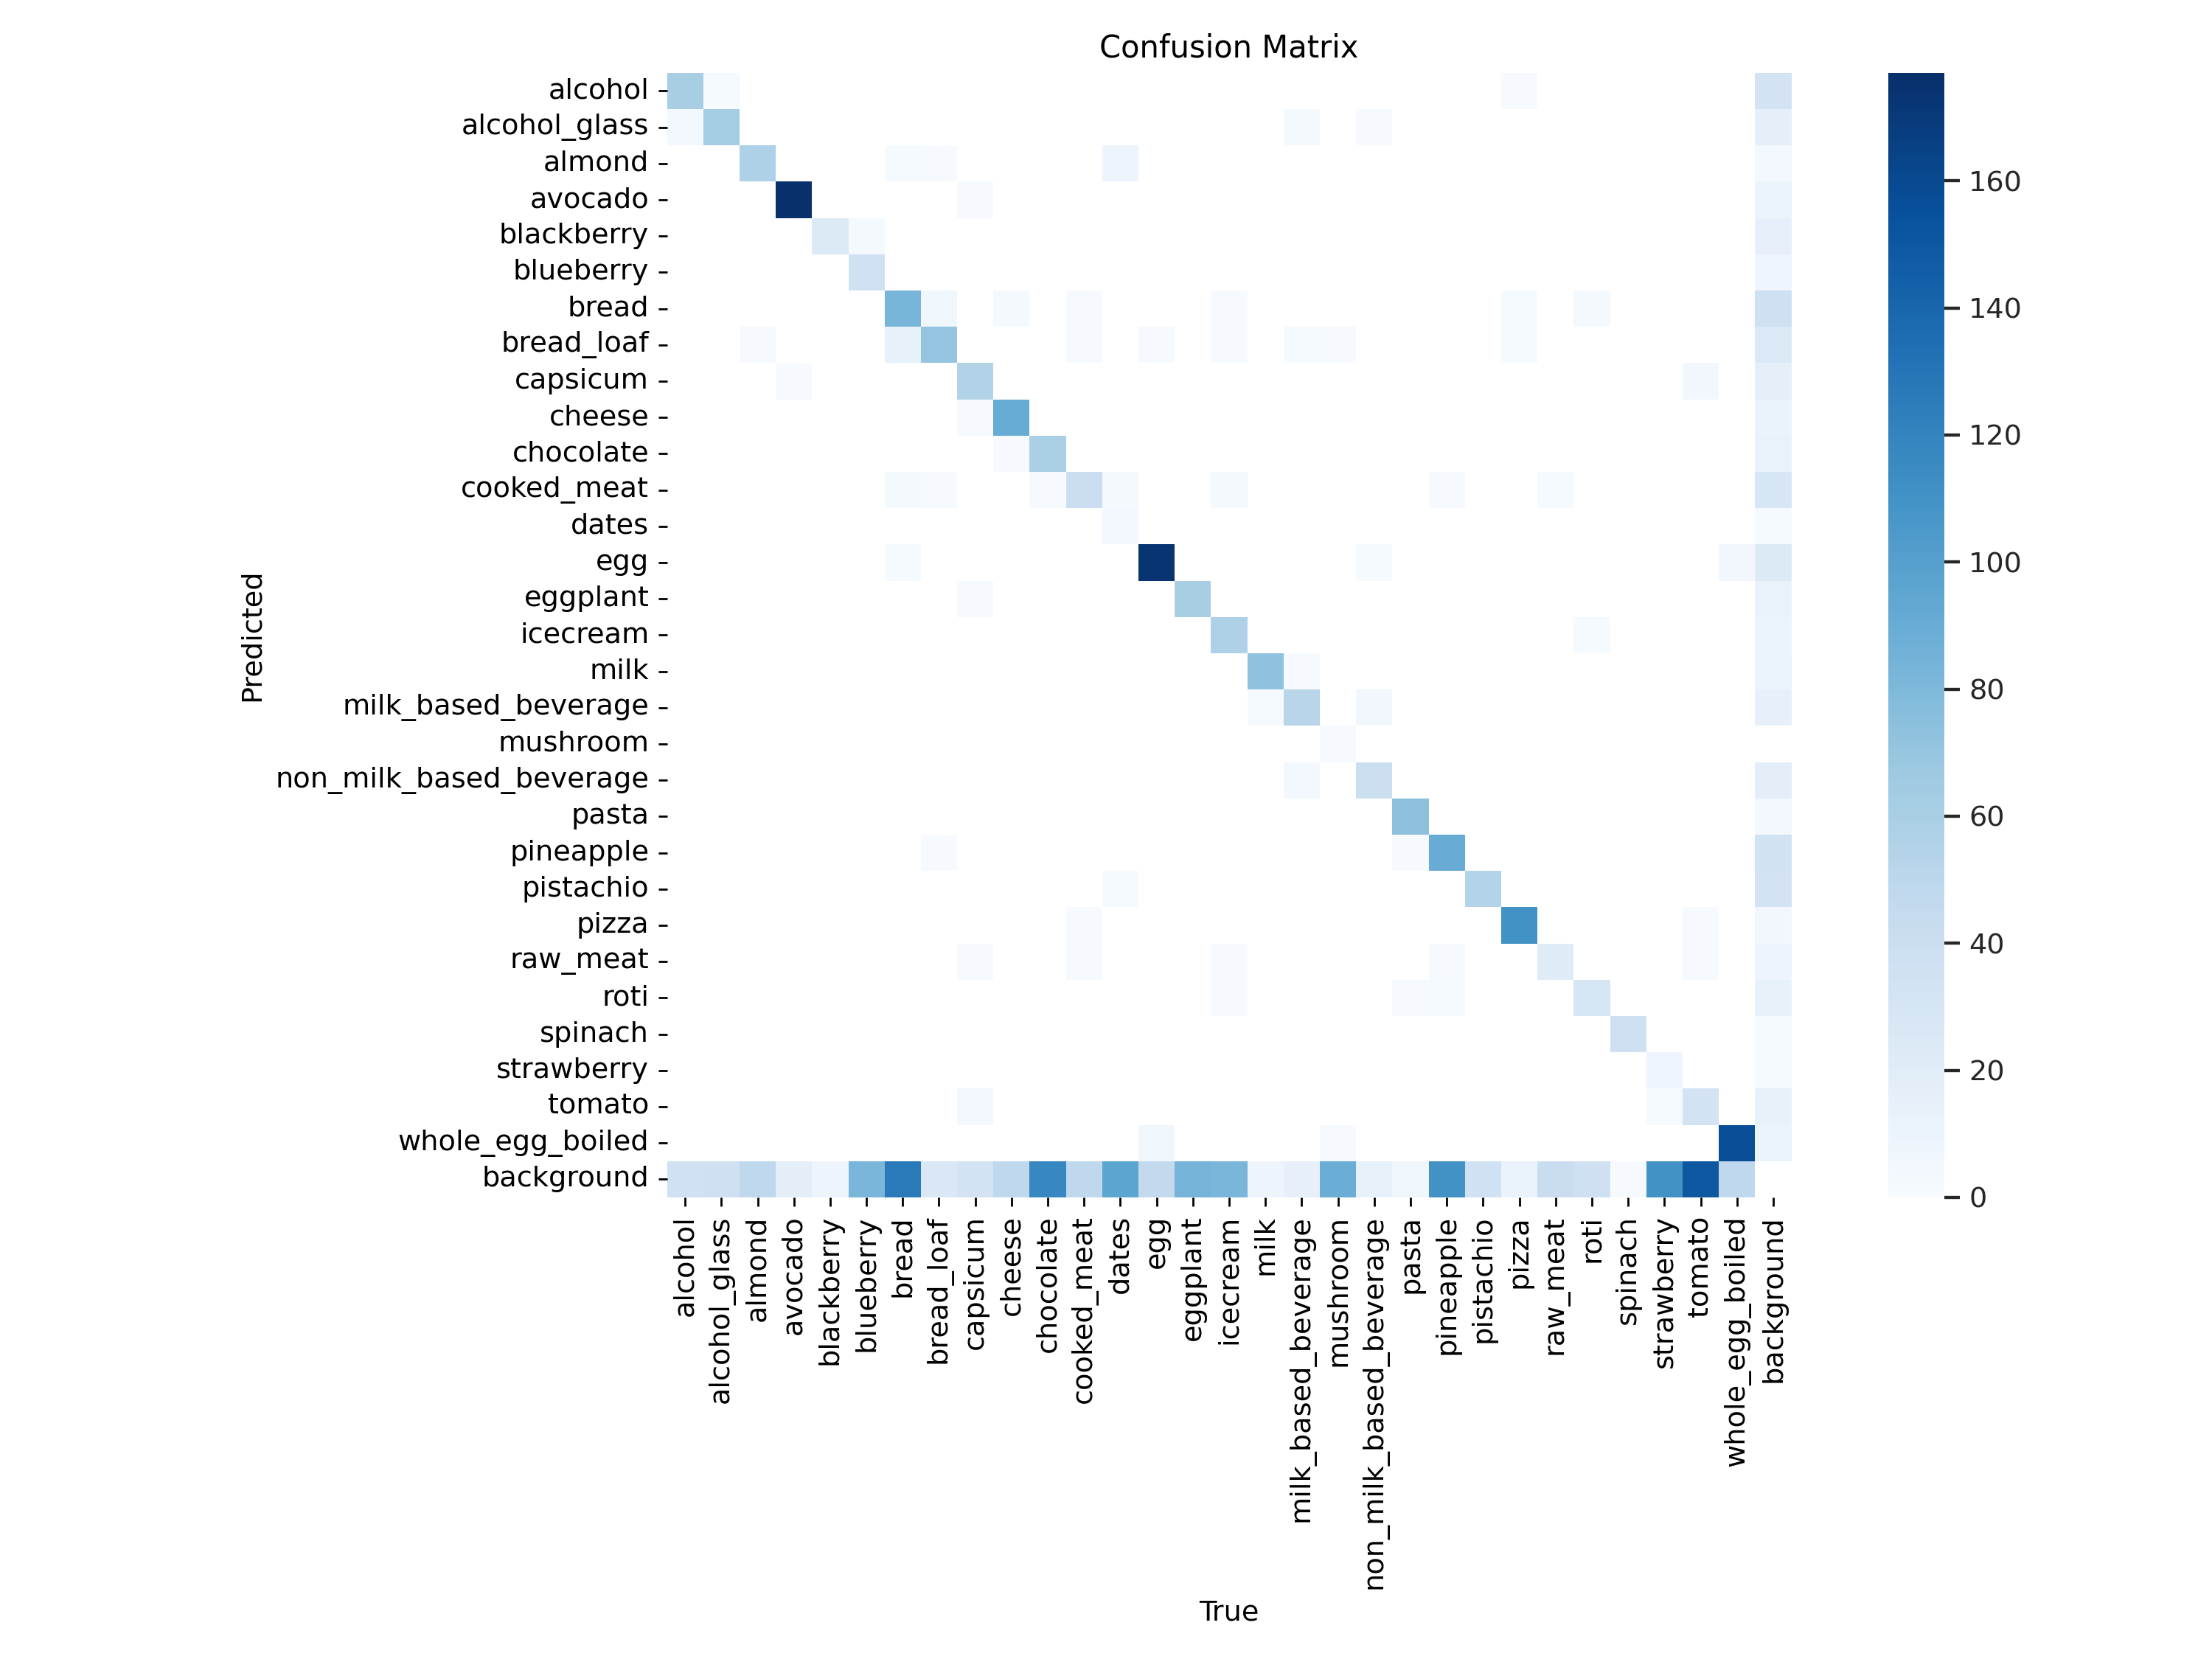 Confusion Matrix
alcohol
alcohol_glass
almond
avocado
blackberry
blueberry
bread
bread_loaf
capsicum
cheese
chocolate
cooked_meat
dates
egg
eggplant
icecream
milk
milk_based_beverage
mushroom
non_milk_based_beverage
pasta
pineapple
pistachio
pizza
raw_meat
roti
spinach
strawberry
tomato
whole_egg_boiled
background
Predicted
160
140
120
100
80
60
40
20
0
alcohol
alcohol_glass
almond
avocado
blackberry
blueberry
bread
bread_loaf
capsicum
cheese
chocolate
cooked_meat
dates
egg
eggplant
icecream
milk
milk_based_beverage
mushroom
non_milk_based_beverage
pasta
pineapple
pistachio
pizza
raw_meat
roti
spinach
strawberry
tomato
whole_egg_boiled
background
True